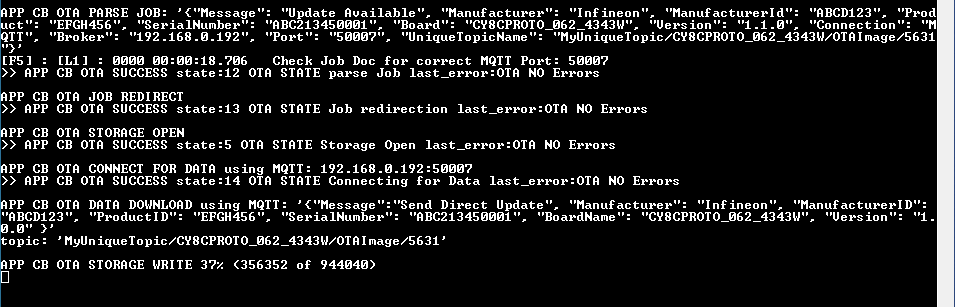 APP CB OTA PARSE JOB: '{"Message": "Update Available", "Manufacturer": "Infineon", "ManufacturerId": "ABCD123", "Prod
uct": "EFGH456", "SerialNumber": "ABC213450001", "Board": "CY8CPROTO_062_4343W", "Version": "1.1.0", "Connection": "M
QTT", "Broker": "192.168.0.192", "Port": "50007", "UniqueTopicName": "MyUniqueTopic/CY8CPROTO_062_4343W/OTAImage/5631
"}'
[F5] : [L1] : 0000 00:00:18.706   Check Job Doc for correct MQTT Port: 50007
>> APP CB OTA SUCCESS state:12 OTA STATE parse Job last_error:OTA NO Errors
APP CB OTA JOB REDIRECT
>> APP CB OTA SUCCESS state:13 OTA STATE Job redirection last_error:OTA NO Errors
APP CB OTA STORAGE OPEN
>> APP CB OTA SUCCESS state:5 OTA STATE Storage Open last_error:OTA NO Errors
APP CB OTA CONNECT FOR DATA using MQTT: 192.168.0.192:50007
>> APP CB OTA SUCCESS state:14 OTA STATE Connecting for Data last_error:OTA NO Errors
APP CB OTA DATA DOWNLOAD using MQTT: '{"Message":"Send Direct Update", "Manufacturer": "Infineon", "ManufacturerID":
"ABCD123", "ProductID": "EFGH456", "SerialNumber": "ABC213450001", "BoardName": "CY8CPROTO_062_4343W", "Version": "1.
0.0" }'
topic: 'MyUniqueTopic/CY8CPROTO_062_4343W/OTAImage/5631'
APP CB OTA STORAGE WRITE 37% (356352 of 944040)